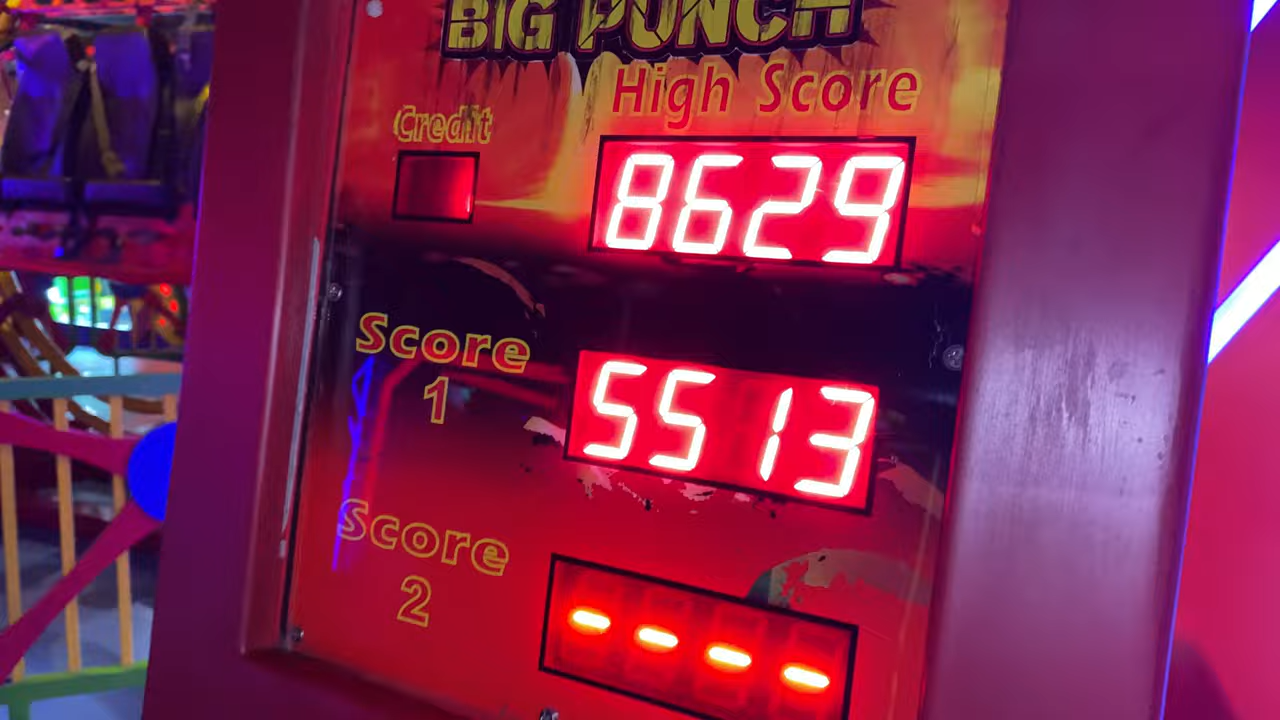 BIG PUNCH
High Score
Credit
8629
Score
1
5513
Score
2
----